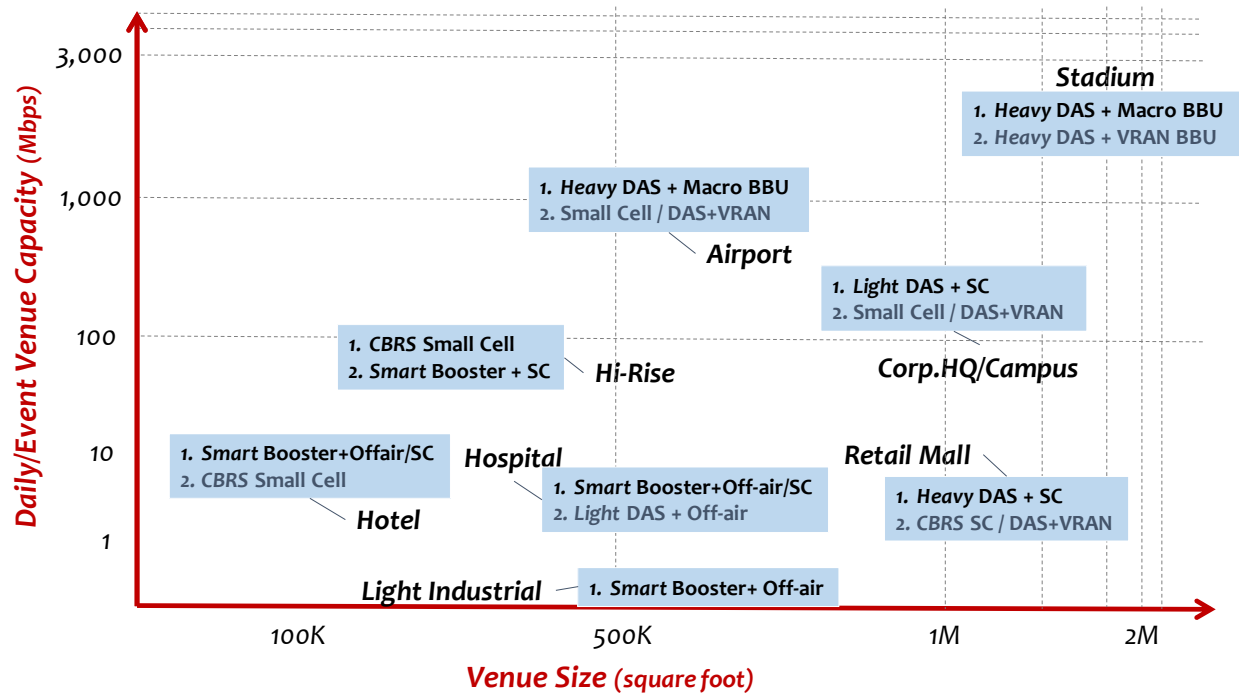 Daily/Event Venue Capacity (Mbps)
3,000
1,000
100
10
1
Stadium
1. Heavy DAS + Macro BBU
2. Heavy DAS + VRAN BBU
1. Heavy DAS + Macro BBU
2. Small Cell / DAS+VRAN
Airport
1. Light DAS + SC
2. Small Cell / DAS+VRAN
Corp.HQ/Campus
1. CBRS Small Cell
2. Smart Booster + SC
Hi-Rise
1. Smart Booster+Offair/SC
2. CBRS Small Cell
Hotel
Hospital
1. Smart Booster+Off-air/SC
2. Light DAS + Off-air
Retail Mall
1. Heavy DAS + SC
2. CBRS SC / DAS+VRAN
Light Industrial
1. Smart Booster+ Off-air
100K
500K
1M
2M
Venue Size (square foot)